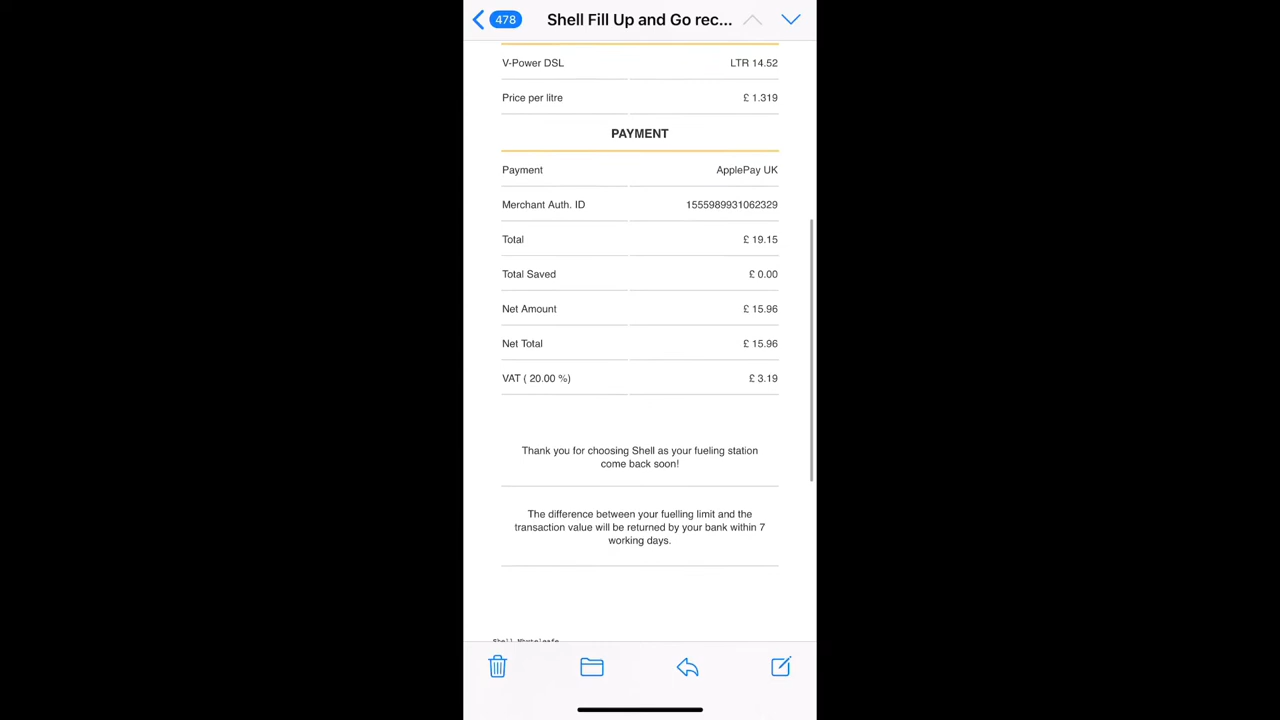 478 Shell Fill Up and Go rec...
V-Power DSL LTR 14.52
Price per litre £ 1.319
PAYMENT
Payment ApplePay UK
Merchant Auth. ID 1555989931062329
Total £ 19.15
Total Saved £ 0.00
Net Amount £ 15.96
Net Total £ 15.96
VAT ( 20.00 %) £ 3.19
Thank you for choosing Shell as your fueling station
come back soon!
The difference between your fuelling limit and the
transaction value will be returned by your bank within 7
working days.
Shell